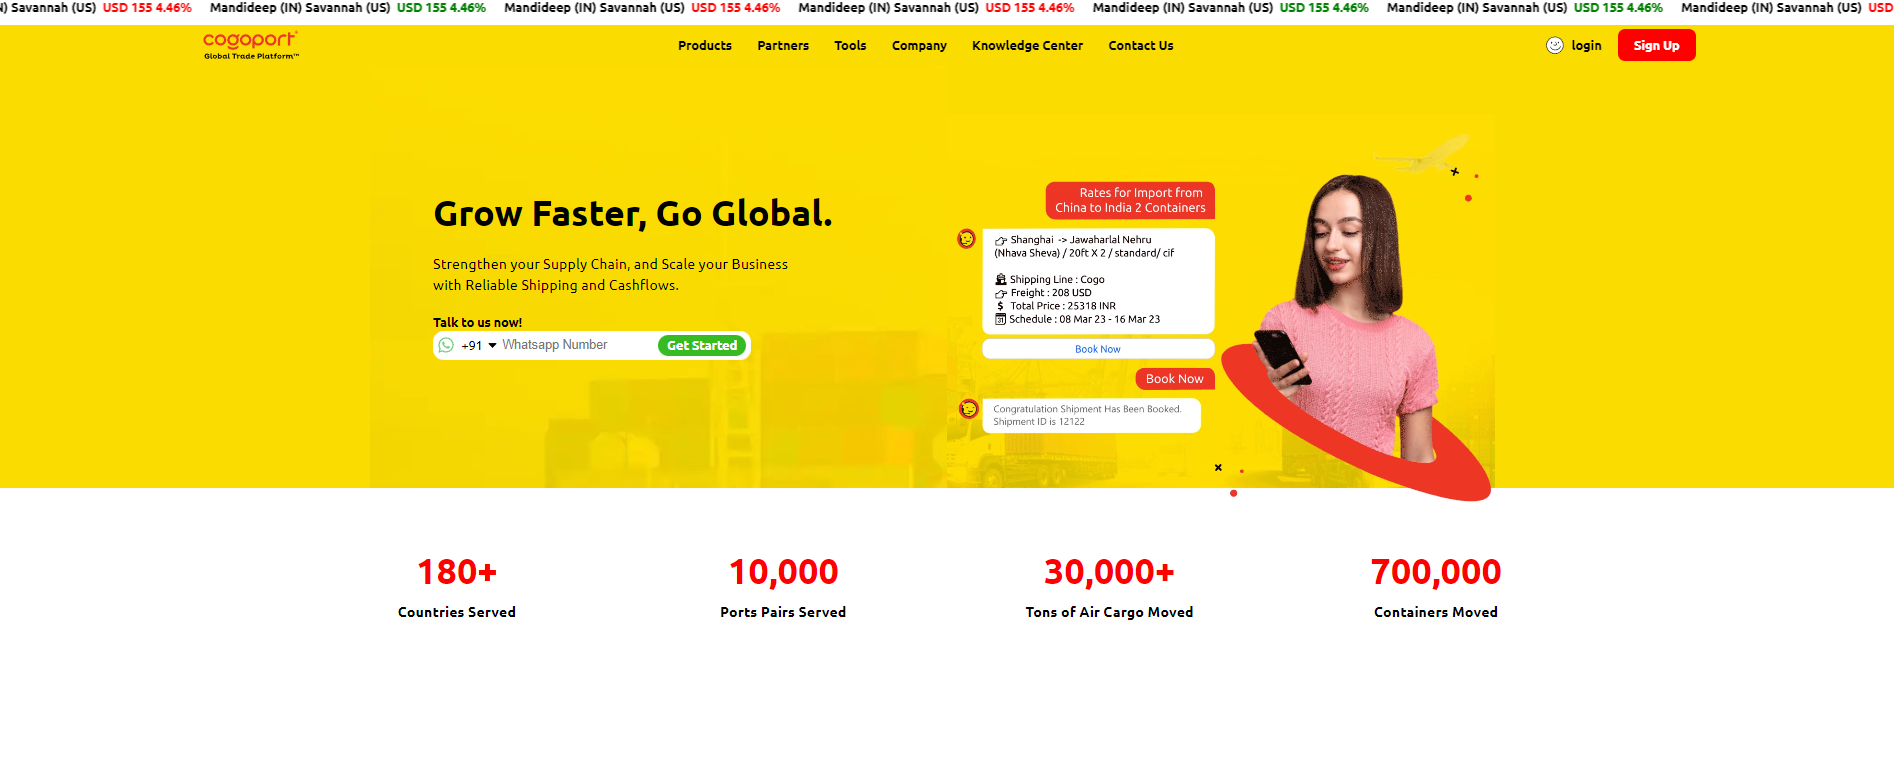 N) Savannah (US) USD 155 4.46% Mandideep (IN) Savannah (US) USD 155 4.46% Mandideep (IN) Savannah (US) USD 155 4.46% Mandideep (IN) Savannah (US) USD 155 4.46% Mandideep (IN) Savannah (US) USD 155 4.46% Mandideep (IN) Savannah (US) USD 155 4.46% Mandideep (IN) Savannah (US) USD
cogoport
Global Trade Platform™
Products Partners Tools Company Knowledge Center Contact Us login Sign Up
Grow Faster, Go Global.
Strengthen your Supply Chain, and Scale your Business
with Reliable Shipping and Cashflows.
Talk to us now!
+91 Whatsapp Number Get Started
Rates for Import from
China to India 2 Containers
Shanghai -> Jawaharlal Nehru
(Nhava Sheva) / 20ft X 2 / standard/ cif
Shipping Line : Cogo
Freight : 208 USD
$ Total Price : 25318 INR
31 Schedule : 08 Mar 23 - 16 Mar 23
Book Now
Book Now
Congratulation Shipment Has Been Booked.
Shipment ID is 12122
180+ 10,000 30,000+ 700,000
Countries Served Ports Pairs Served Tons of Air Cargo Moved Containers Moved